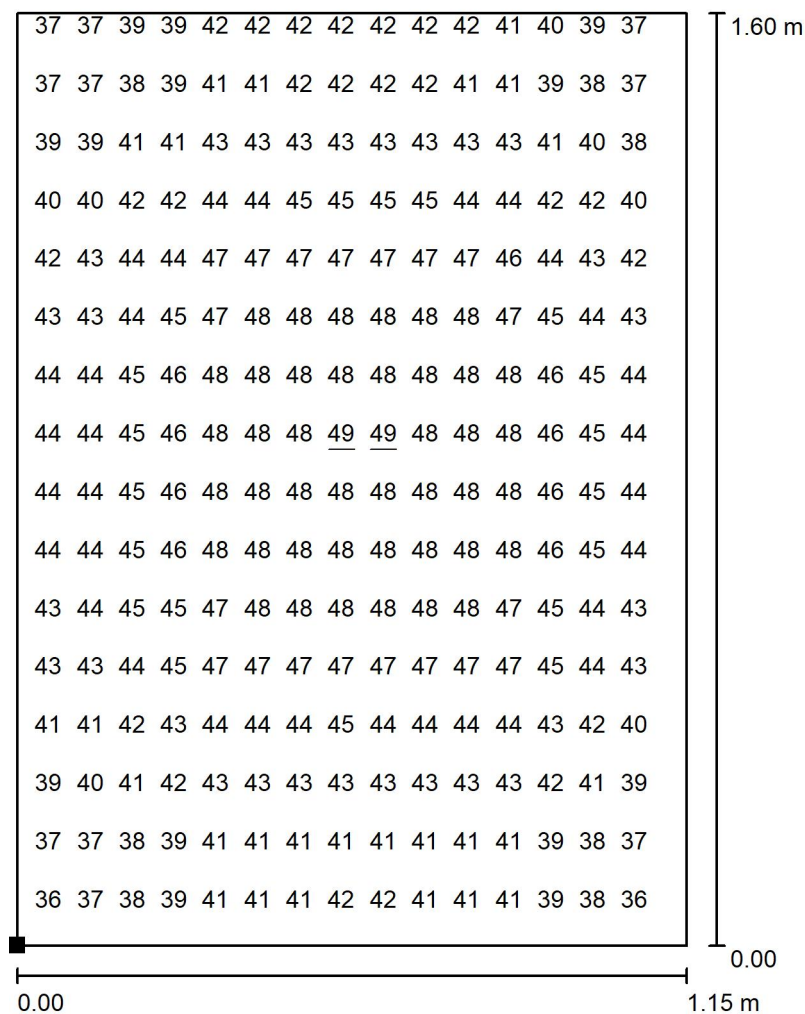 37 37 39 39 42 42 42 42 42 42 42 41 40 39 37
1.60 m
37 37 38 39 41 41 42 42 42 42 41 41 39 38 37
39 39 41 41 43 43 43 43 43 43 43 43 41 40 38
40 40 42 42 44 44 45 45 45 45 44 44 42 42 40
42 43 44 44 47 47 47 47 47 47 47 46 44 43 42
43 43 44 45 47 48 48 48 48 48 48 47 45 44 43
44 44 45 46 48 48 48 48 48 48 48 48 46 45 44
44 44 45 46 48 48 48 49 49 48 48 48 46 45 44
44 44 45 46 48 48 48 48 48 48 48 48 46 45 44
44 44 45 46 48 48 48 48 48 48 48 48 46 45 44
43 44 45 45 47 48 48 48 48 48 48 47 45 44 43
43 43 44 45 47 47 47 47 47 47 47 47 45 44 43
41 41 42 43 44 44 44 45 44 44 44 44 43 42 40
39 40 41 42 43 43 43 43 43 43 43 43 42 41 39
37 37 38 39 41 41 41 41 41 41 41 41 39 38 37
36 37 38 39 41 41 41 42 42 41 41 41 39 38 36
0.00
0.00
1.15 m